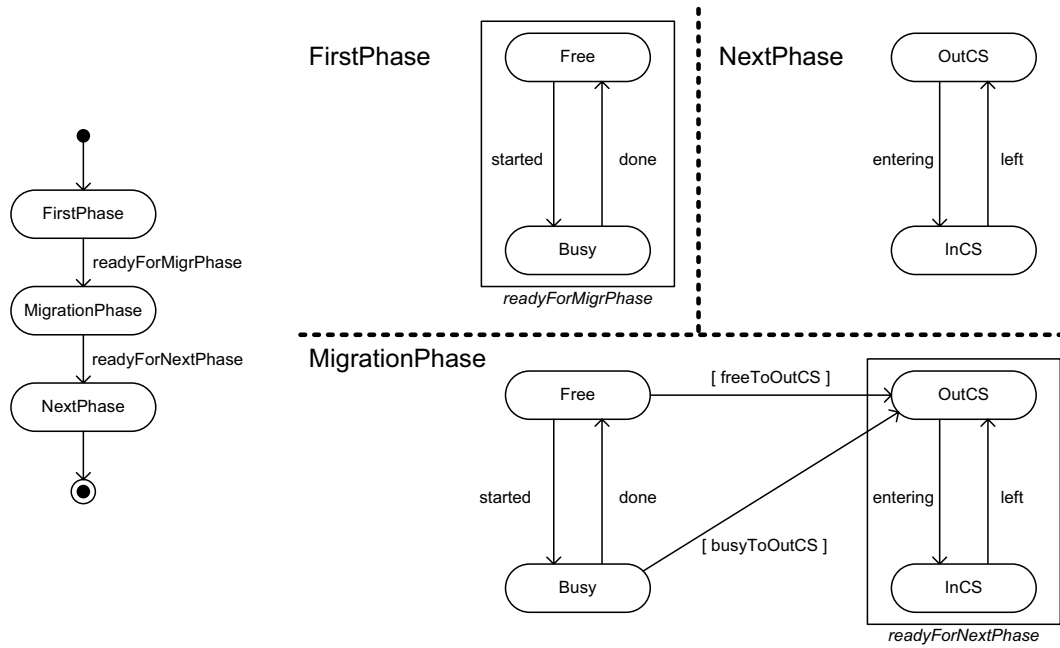 FirstPhase
readyForMigrPhase
MigrationPhase
readyForNextPhase
NextPhase
FirstPhase
Free
started
done
Busy
readyForMigrPhase
NextPhase
OutCS
entering
left
InCS
MigrationPhase
Free
[ freeToOutCS ]
OutCS
started
done
entering
left
[ busyToOutCS ]
Busy
InCS
readyForNextPhase